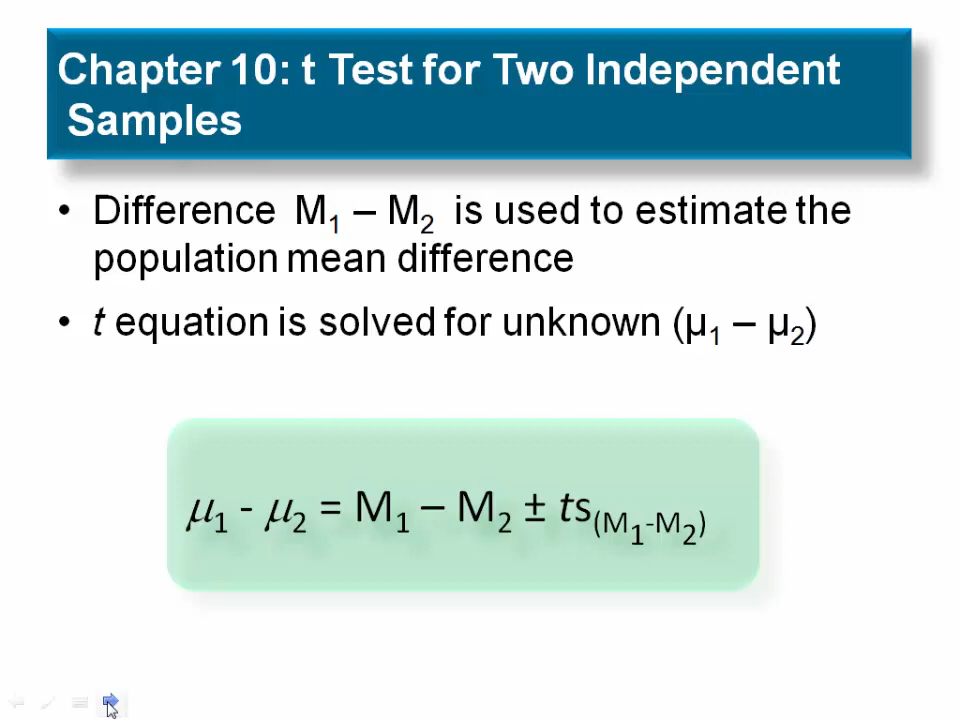 Chapter 10: t Test for Two Independent
Samples
• Difference M₁ – M₂ is used to estimate the
population mean difference
• t equation is solved for unknown (μ₁ – μ₂)
μ₁ - μ₂ = M₁ – M₂ ± ts₍M₁-M₂₎